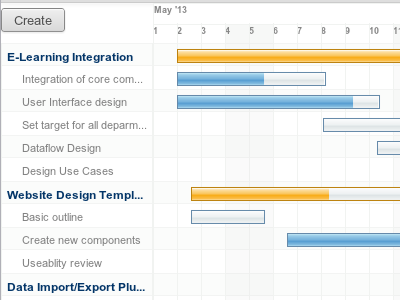 May '13
Create
1 2 3 4 5 6 7 8 9 10 11
E-Learning Integration
Integration of core com...
User Interface design
Set target for all deparm...
Dataflow Design
Design Use Cases
Website Design Templ...
Basic outline
Create new components
Useablity review
Data Import/Export Plu...